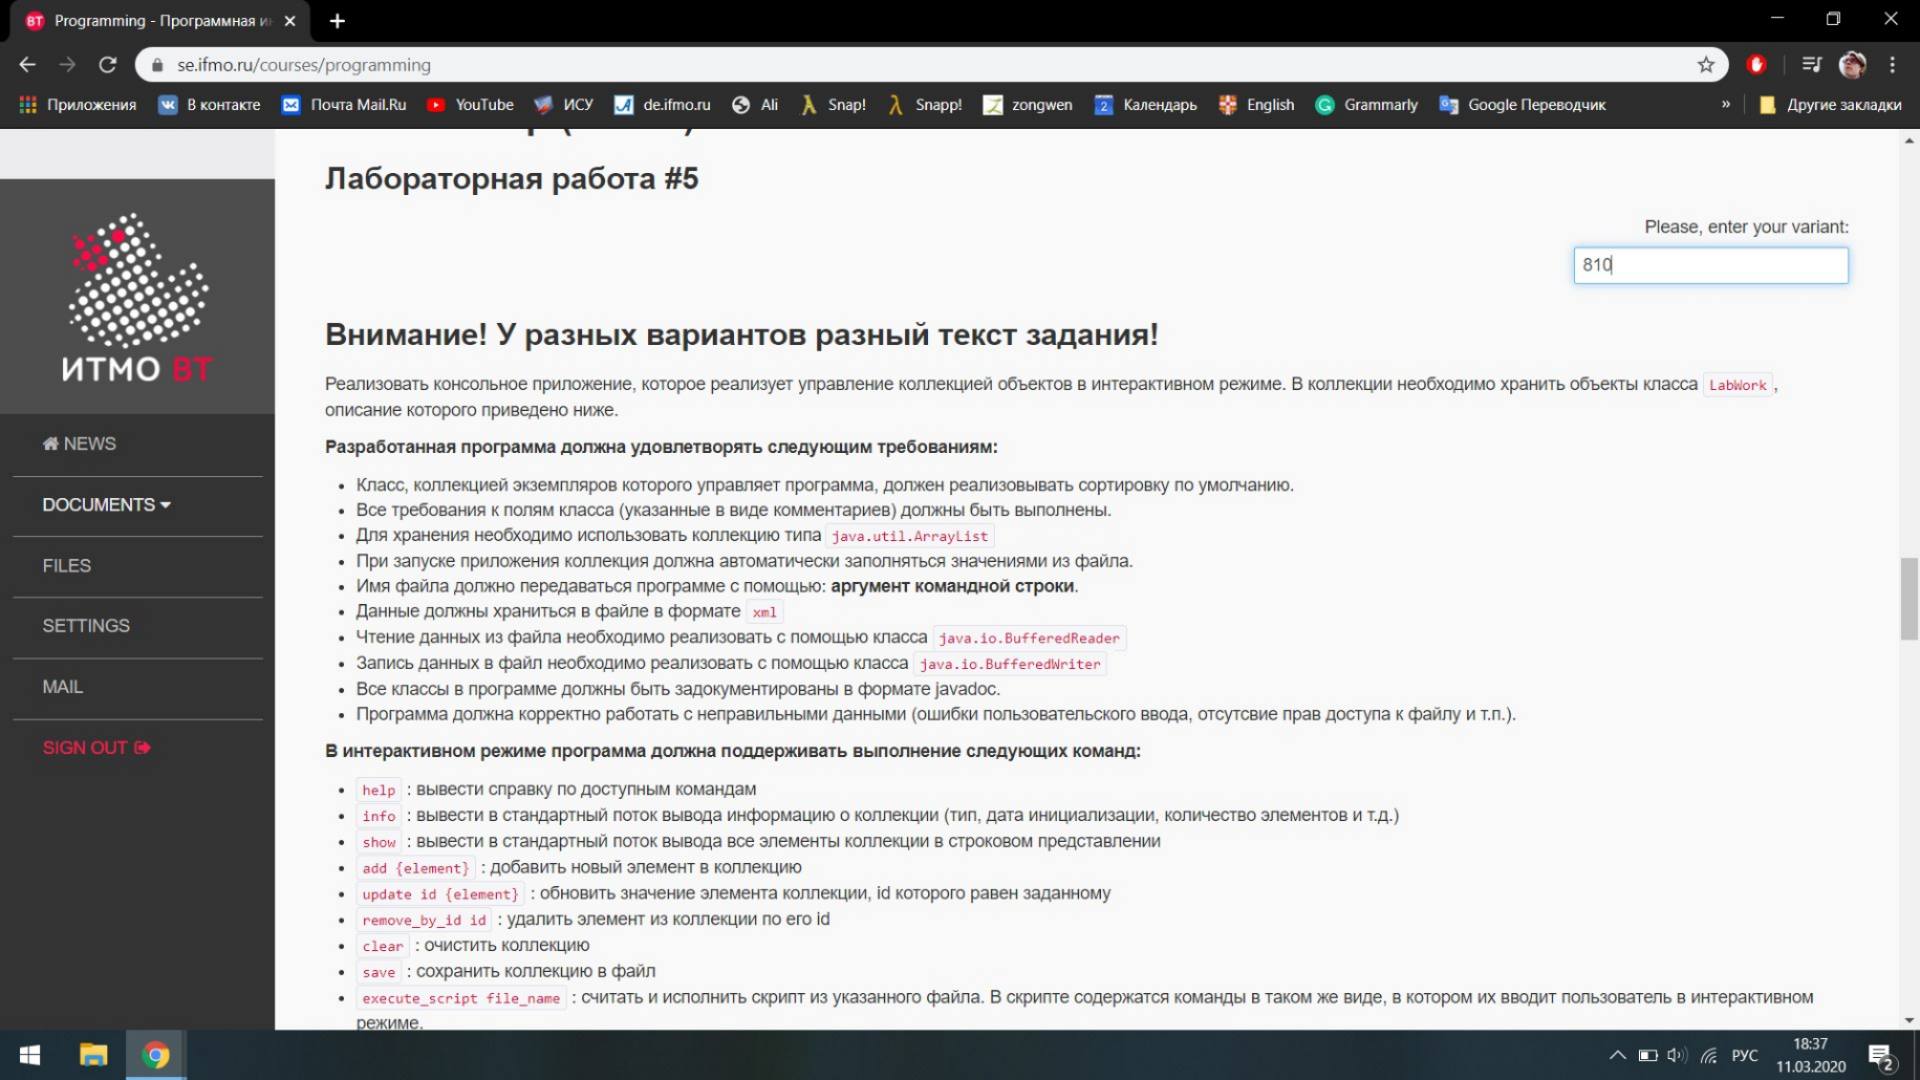 Programming - Программная ин
se.ifmo.ru/courses/programming
Приложения В контакте Почта Mail.Ru YouTube ИСУ de.ifmo.ru Ali Snap! Snapp! zongwen Календарь English Grammarly Google Переводчик » Другие закладки
Лабораторная работа #5
Please, enter your variant:
810
ИТМО ВТ
NEWS
DOCUMENTS
FILES
SETTINGS
MAIL
SIGN OUT
Внимание! У разных вариантов разный текст задания!
Реализовать консольное приложение, которое реализует управление коллекцией объектов в интерактивном режиме. В коллекции необходимо хранить объекты класса LabWork ,
описание которого приведено ниже.
Разработанная программа должна удовлетворять следующим требованиям:
• Класс, коллекцией экземпляров которого управляет программа, должен реализовывать сортировку по умолчанию.
• Все требования к полям класса (указанные в виде комментариев) должны быть выполнены.
• Для хранения необходимо использовать коллекцию типа java.util.ArrayList
• При запуске приложения коллекция должна автоматически заполняться значениями из файла.
• Имя файла должно передаваться программе с помощью: аргумент командной строки.
• Данные должны храниться в файле в формате xml
• Чтение данных из файла необходимо реализовать с помощью класса java.io.BufferedReader
• Запись данных в файл необходимо реализовать с помощью класса java.io.BufferedWriter
• Все классы в программе должны быть задокументированы в формате javadoc.
• Программа должна корректно работать с неправильными данными (ошибки пользовательского ввода, отсутсвие прав доступа к файлу и т.п.).
В интерактивном режиме программа должна поддерживать выполнение следующих команд:
• help : вывести справку по доступным командам
• info : вывести в стандартный поток вывода информацию о коллекции (тип, дата инициализации, количество элементов и т.д.)
• show : вывести в стандартный поток вывода все элементы коллекции в строковом представлении
• add {element} : добавить новый элемент в коллекцию
• update id {element} : обновить значение элемента коллекции, id которого равен заданному
• remove_by_id id : удалить элемент из коллекции по его id
• clear : очистить коллекцию
• save : сохранить коллекцию в файл
• execute_script file_name : считать и исполнить скрипт из указанного файла. В скрипте содержатся команды в таком же виде, в котором их вводит пользователь в интерактивном
режиме.
РУС
18:37
11.03.2020
2